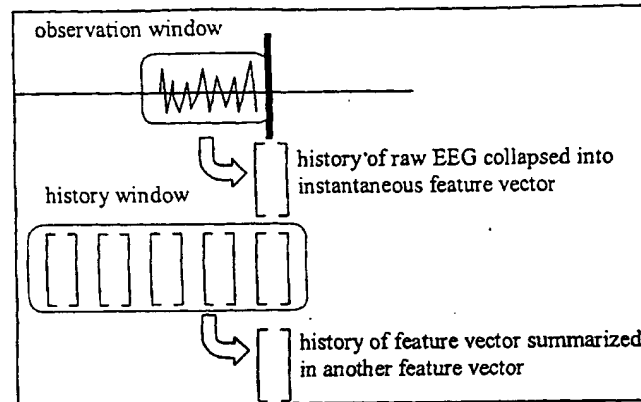 observation window
history of raw EEG collapsed into
instantaneous feature vector
history window
history of feature vector summarized
in another feature vector